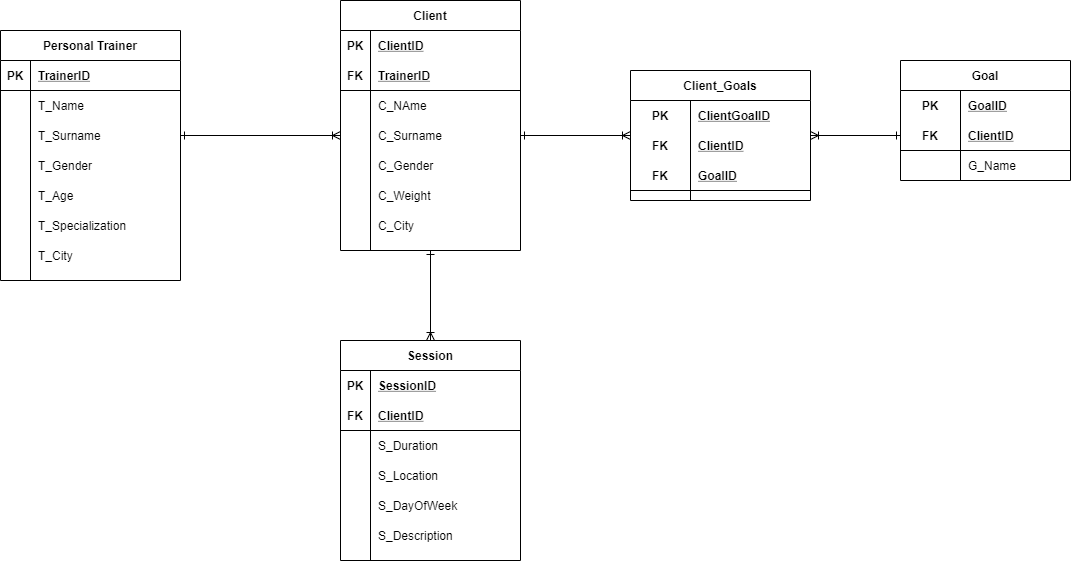 Personal Trainer
PK TrainerID
T_Name
T_Surname
T_Gender
T_Age
T_Specialization
T_City
Client
PK ClientID
FK TrainerID
C_NAme
C_Surname
C_Gender
C_Weight
C_City
Client_Goals
PK ClientGoalID
FK ClientID
FK GoalID
Goal
PK GoalID
FK ClientID
G_Name
Session
PK SessionID
FK ClientID
S_Duration
S_Location
S_DayOfWeek
S_Description